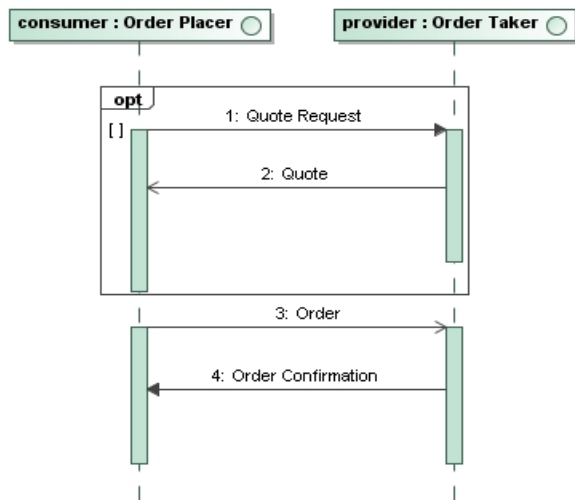 consumer : Order Placer
provider : Order Taker
opt
[ ]
1: Quote Request
2: Quote
3: Order
4: Order Confirmation